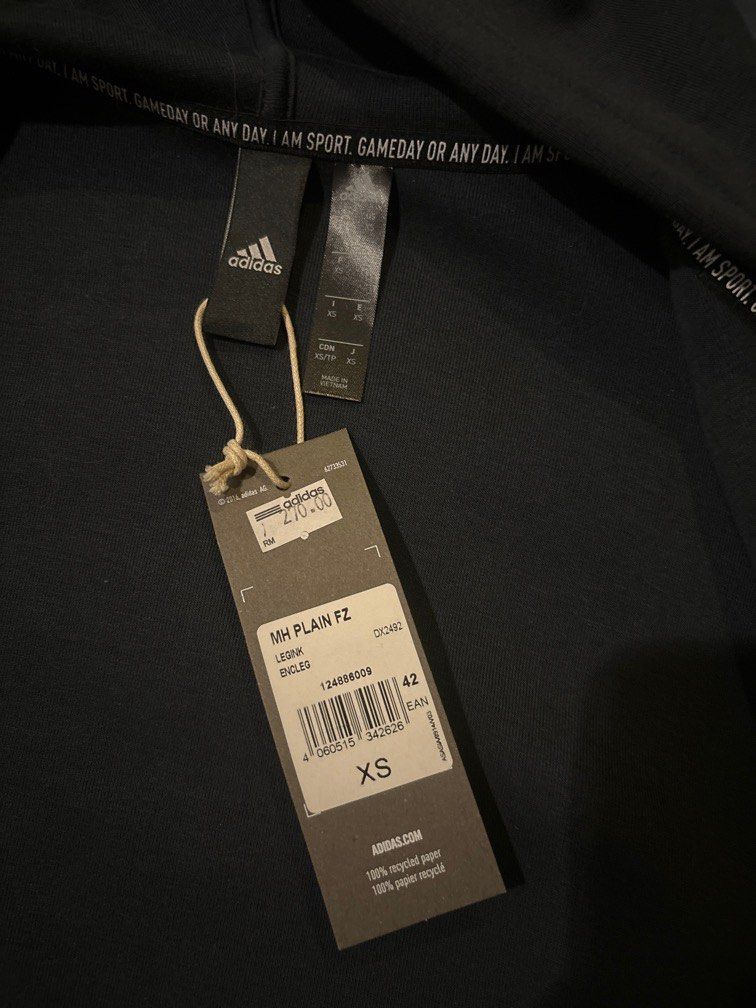 DAY. I AM SPORT. GAMEDAY OR ANY DAY. I AM SPORT. GAMEDAY OR ANY DAY. I AM
I AM SPORT.
adidas
I E
XS XS
CDN J
XS/TP XS
MADE IN
VIETNAM
© 2016, adidas AG.
adidas
270.00
RM
MH PLAIN FZ
LEGINK DX2492
ENCLEG
124886009
42
EAN
4 060515 342626
XS
ADIDAS.COM
100% recycled paper
100% papier recyclé